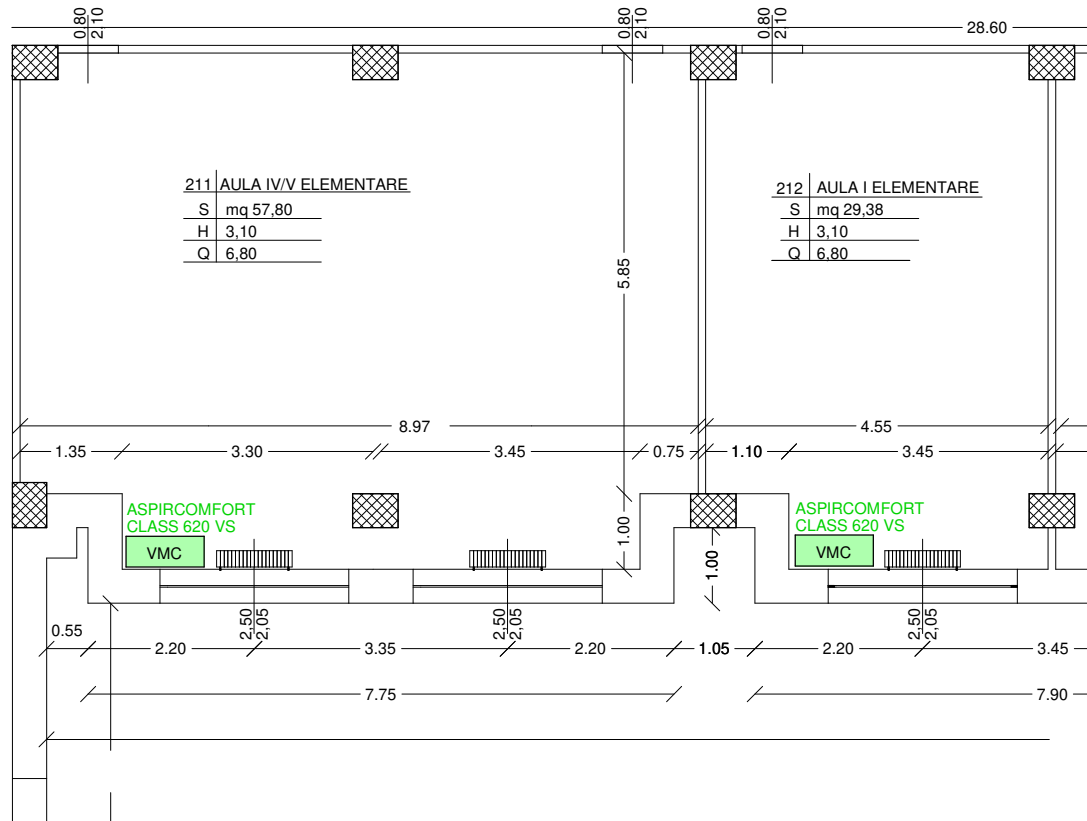 0.80
2,10
0.80
2,10
0.80
2,10
28.60
211 AULA IV/V ELEMENTARE
S mq 57,80
H 3,10
Q 6,80
212 AULA I ELEMENTARE
S mq 29,38
H 3,10
Q 6,80
5.85
8.97
4.55
1.35
3.30
3.45
0.75
1.10
3.45
ASPIRCOMFORT
CLASS 620 VS
VMC
ASPIRCOMFORT
CLASS 620 VS
VMC
1.00
1.00
2,50
2,05
2,50
2,05
2,50
2,05
0.55
2.20
3.35
2.20
1.05
2.20
3.45
7.75
7.90